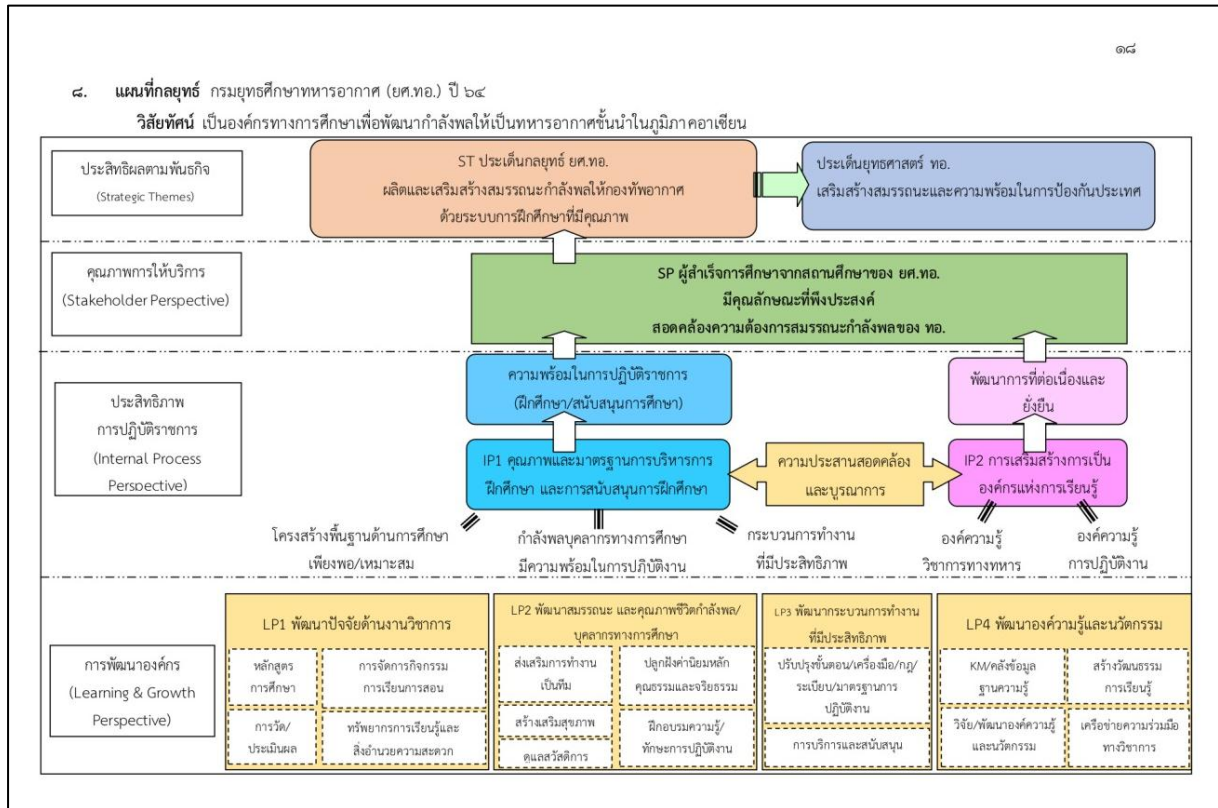 ๑๘
๘. แผนที่กลยุทธ์ กรมยุทธศึกษาทหารอากาศ (ยศ.ทอ.) ปี ๖๔
วิสัยทัศน์ เป็นองค์กรทางการศึกษาเพื่อพัฒนากำลังพลให้เป็นทหารอากาศชั้นนำในภูมิภาคอาเซียน
ประสิทธิผลตามพันธกิจ
(Strategic Themes)
ST ประเด็นกลยุทธ์ ยศ.ทอ.
ผลิตและเสริมสร้างสมรรถนะกำลังพลให้กองทัพอากาศ
ด้วยระบบการฝึกศึกษาที่มีคุณภาพ
ประเด็นยุทธศาสตร์ ทอ.
เสริมสร้างสมรรถนะและความพร้อมในการป้องกันประเทศ
คุณภาพการให้บริการ
(Stakeholder Perspective)
SP ผู้สำเร็จการศึกษาจากสถานศึกษาของ ยศ.ทอ.
มีคุณลักษณะที่พึงประสงค์
สอดคล้องความต้องการสมรรถนะกำลังพลของ ทอ.
ประสิทธิภาพ
การปฏิบัติราชการ
(Internal Process
Perspective)
ความพร้อมในการปฏิบัติราชการ
(ฝึกศึกษา/สนับสนุนการศึกษา)
พัฒนาการที่ต่อเนื่องและ
ยั่งยืน
IP1 คุณภาพและมาตรฐานการบริหารการ
ฝึกศึกษา และการสนับสนุนการฝึกศึกษา
ความประสานสอดคล้อง
และบูรณาการ
IP2 การเสริมสร้างการเป็น
องค์กรแห่งการเรียนรู้
โครงสร้างพื้นฐานด้านการศึกษา
เพียงพอ/เหมาะสม
กำลังพลบุคลากรทางการศึกษา
มีความพร้อมในการปฏิบัติงาน
กระบวนการทำงาน
ที่มีประสิทธิภาพ
องค์ความรู้
วิชาการทางทหาร
องค์ความรู้
การปฏิบัติงาน
การพัฒนาองค์กร
(Learning & Growth
Perspective)
LP1 พัฒนาปัจจัยด้านงานวิชาการ
หลักสูตร
การศึกษา
การจัดการกิจกรรม
การเรียนการสอน
การวัด/
ประเมินผล
ทรัพยากรการเรียนรู้และ
สิ่งอำนวยความสะดวก
LP2 พัฒนาสมรรถนะ และคุณภาพชีวิตกำลังพล/
บุคลากรทางการศึกษา
ส่งเสริมการทำงาน
เป็นทีม
ปลูกฝังค่านิยมหลัก
คุณธรรมและจริยธรรม
สร้างเสริมสุขภาพ
ดูแลสวัสดิการ
ฝึกอบรมความรู้/
ทักษะการปฏิบัติงาน
LP3 พัฒนากระบวนการทำงาน
ที่มีประสิทธิภาพ
ปรับปรุงขั้นตอน/เครื่องมือ/กฎ/
ระเบียบ/มาตรฐานการ
ปฏิบัติงาน
การบริการและสนับสนุน
LP4 พัฒนาองค์ความรู้และนวัตกรรม
KM/คลังข้อมูล
ฐานความรู้
สร้างวัฒนธรรม
การเรียนรู้
วิจัย/พัฒนาองค์ความรู้
และนวัตกรรม
เครือข่ายความร่วมมือ
ทางวิชาการ